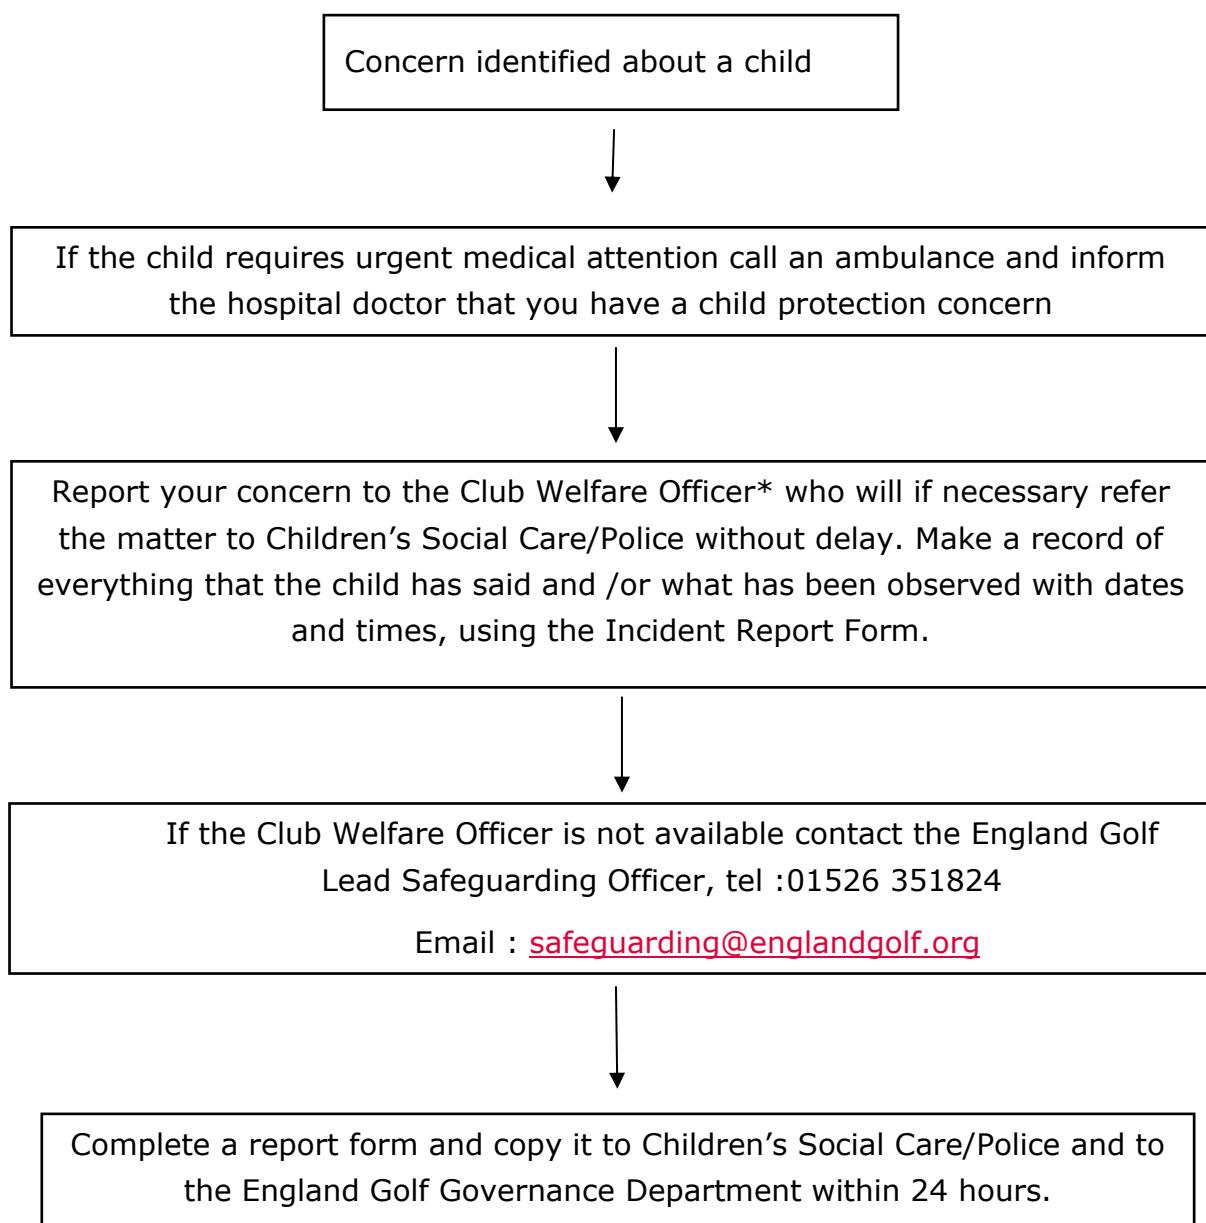 Concern identified about a child
If the child requires urgent medical attention call an ambulance and inform
the hospital doctor that you have a child protection concern
Report your concern to the Club Welfare Officer* who will if necessary refer
the matter to Children’s Social Care/Police without delay. Make a record of
everything that the child has said and /or what has been observed with dates
and times, using the Incident Report Form.
If the Club Welfare Officer is not available contact the England Golf
Lead Safeguarding Officer, tel :01526 351824
Email : safeguarding@englandgolf.org
Complete a report form and copy it to Children’s Social Care/Police and to
the England Golf Governance Department within 24 hours.